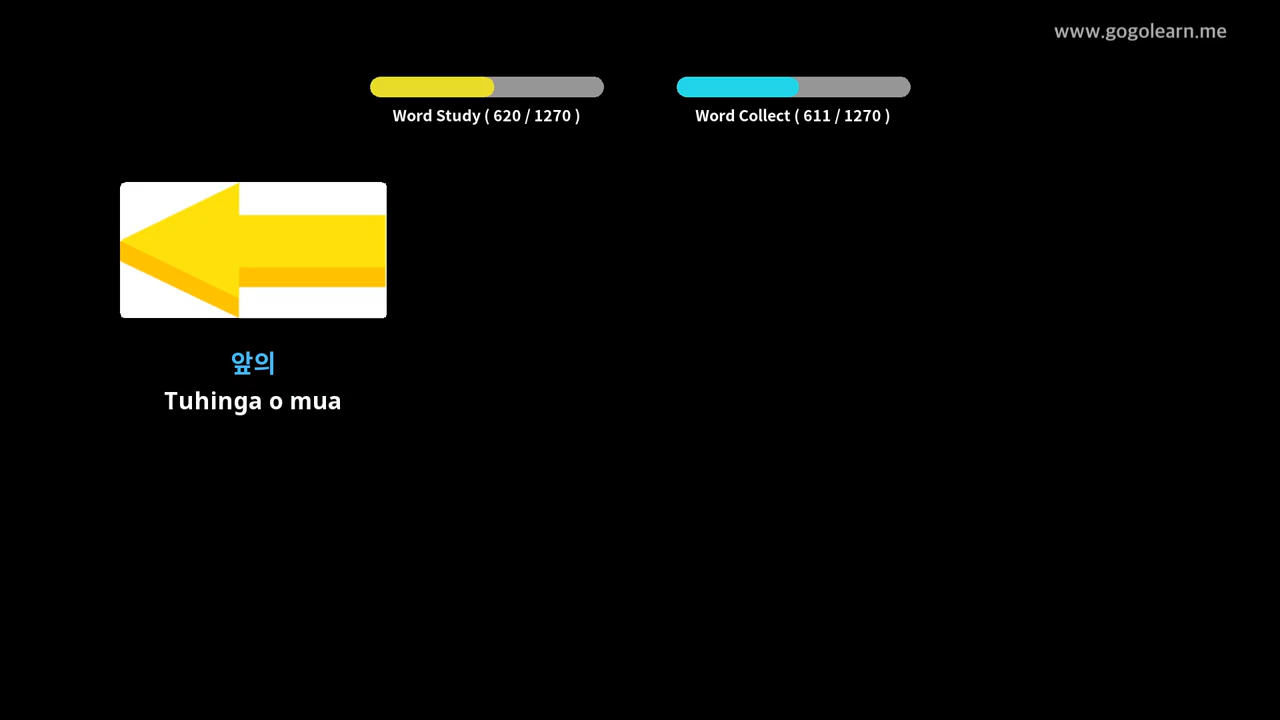 www.gogolearn.me
Word Study ( 620 / 1270 )
Word Collect ( 611 / 1270 )
앞의
Tuhinga o mua